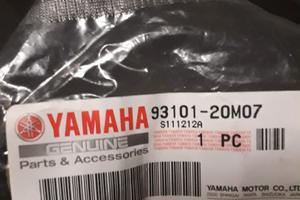 YAMAHA 93101-20M07
S111212A
GENUINE
Parts & Accessories
1 PC
YAMAHA MOTOR CO., LTD.